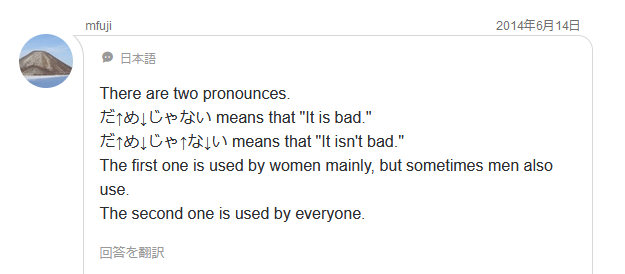 mfuji 2014年6月14日
日本語
There are two pronounces.
だ↑め↓じゃない means that "It is bad."
だ↑め↓じゃ↑な↓い means that "It isn't bad."
The first one is used by women mainly, but sometimes men also
use.
The second one is used by everyone.
回答を翻訳